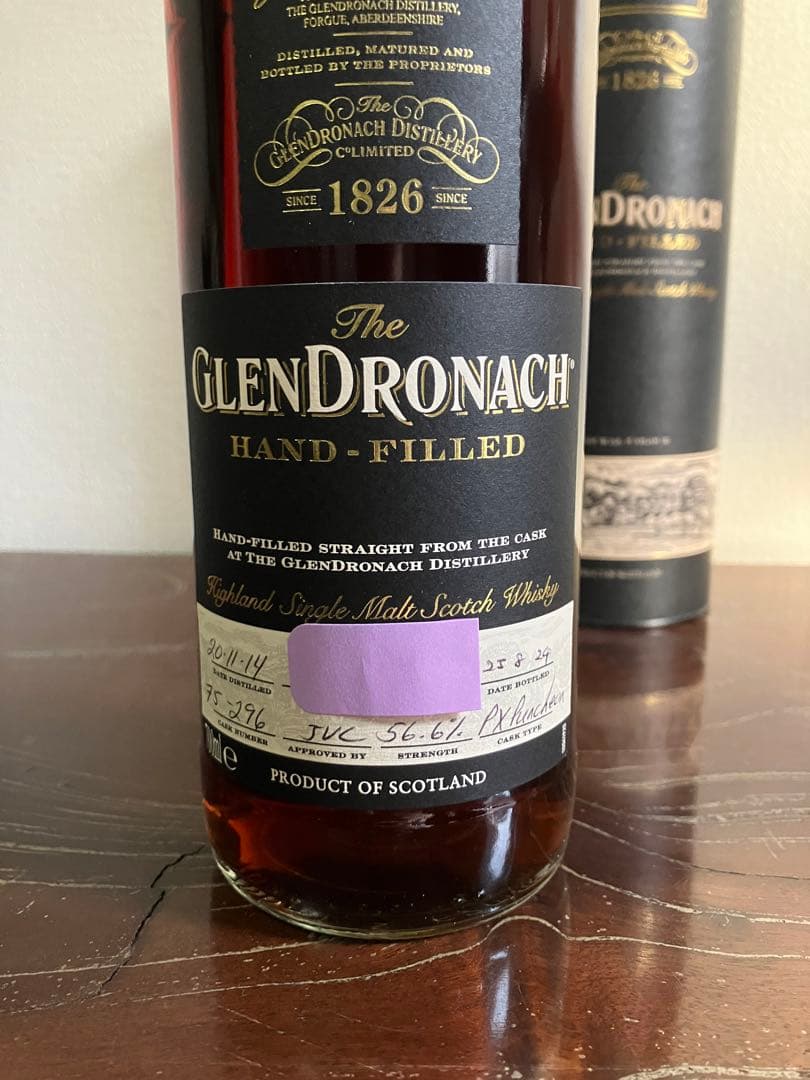 THE GLENDRONACH DISTILLERY,
FORGUE, ABERDEENSHIRE
DISTILLED, MATURED AND
BOTTLED BY THE PROPRIETORS
The
GLENDRONACH DISTILLERY
Cº LIMITED
SINCE 1826 SINCE
The
GLENDRONACH
HAND-FILLED
HAND-FILLED STRAIGHT FROM THE CASK
AT THE GLENDRONACH DISTILLERY
Highland Single Malt Scotch Whisky
20.11.14 25 8 24
DATE DISTILLED DATE BOTTLED
75-296 JVC 56.6% PX Puncheon
CASK NUMBER APPROVED BY STRENGTH CASK TYPE
700ml e
PRODUCT OF SCOTLAND
1826
The
DRONACH
D-FILLED